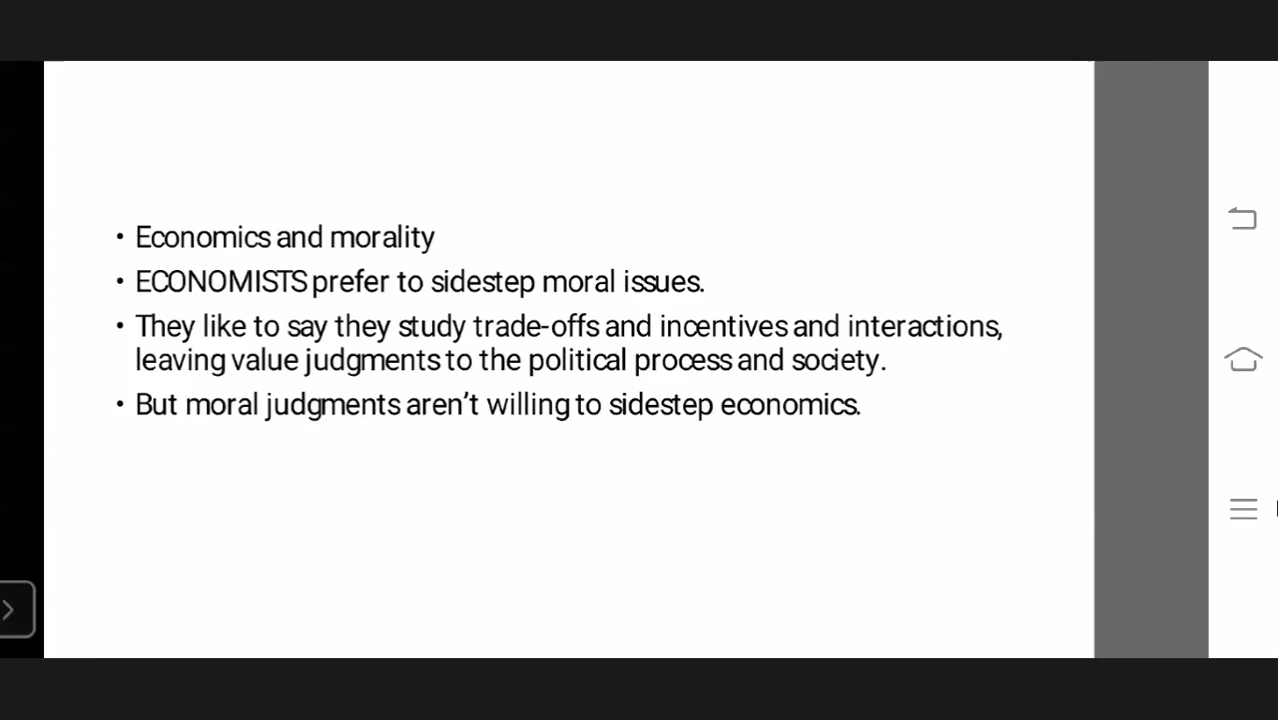 • Economics and morality
• ECONOMISTS prefer to sidestep moral issues.
• They like to say they study trade-offs and incentives and interactions,
leaving value judgments to the political process and society.
• But moral judgments aren’t willing to sidestep economics.